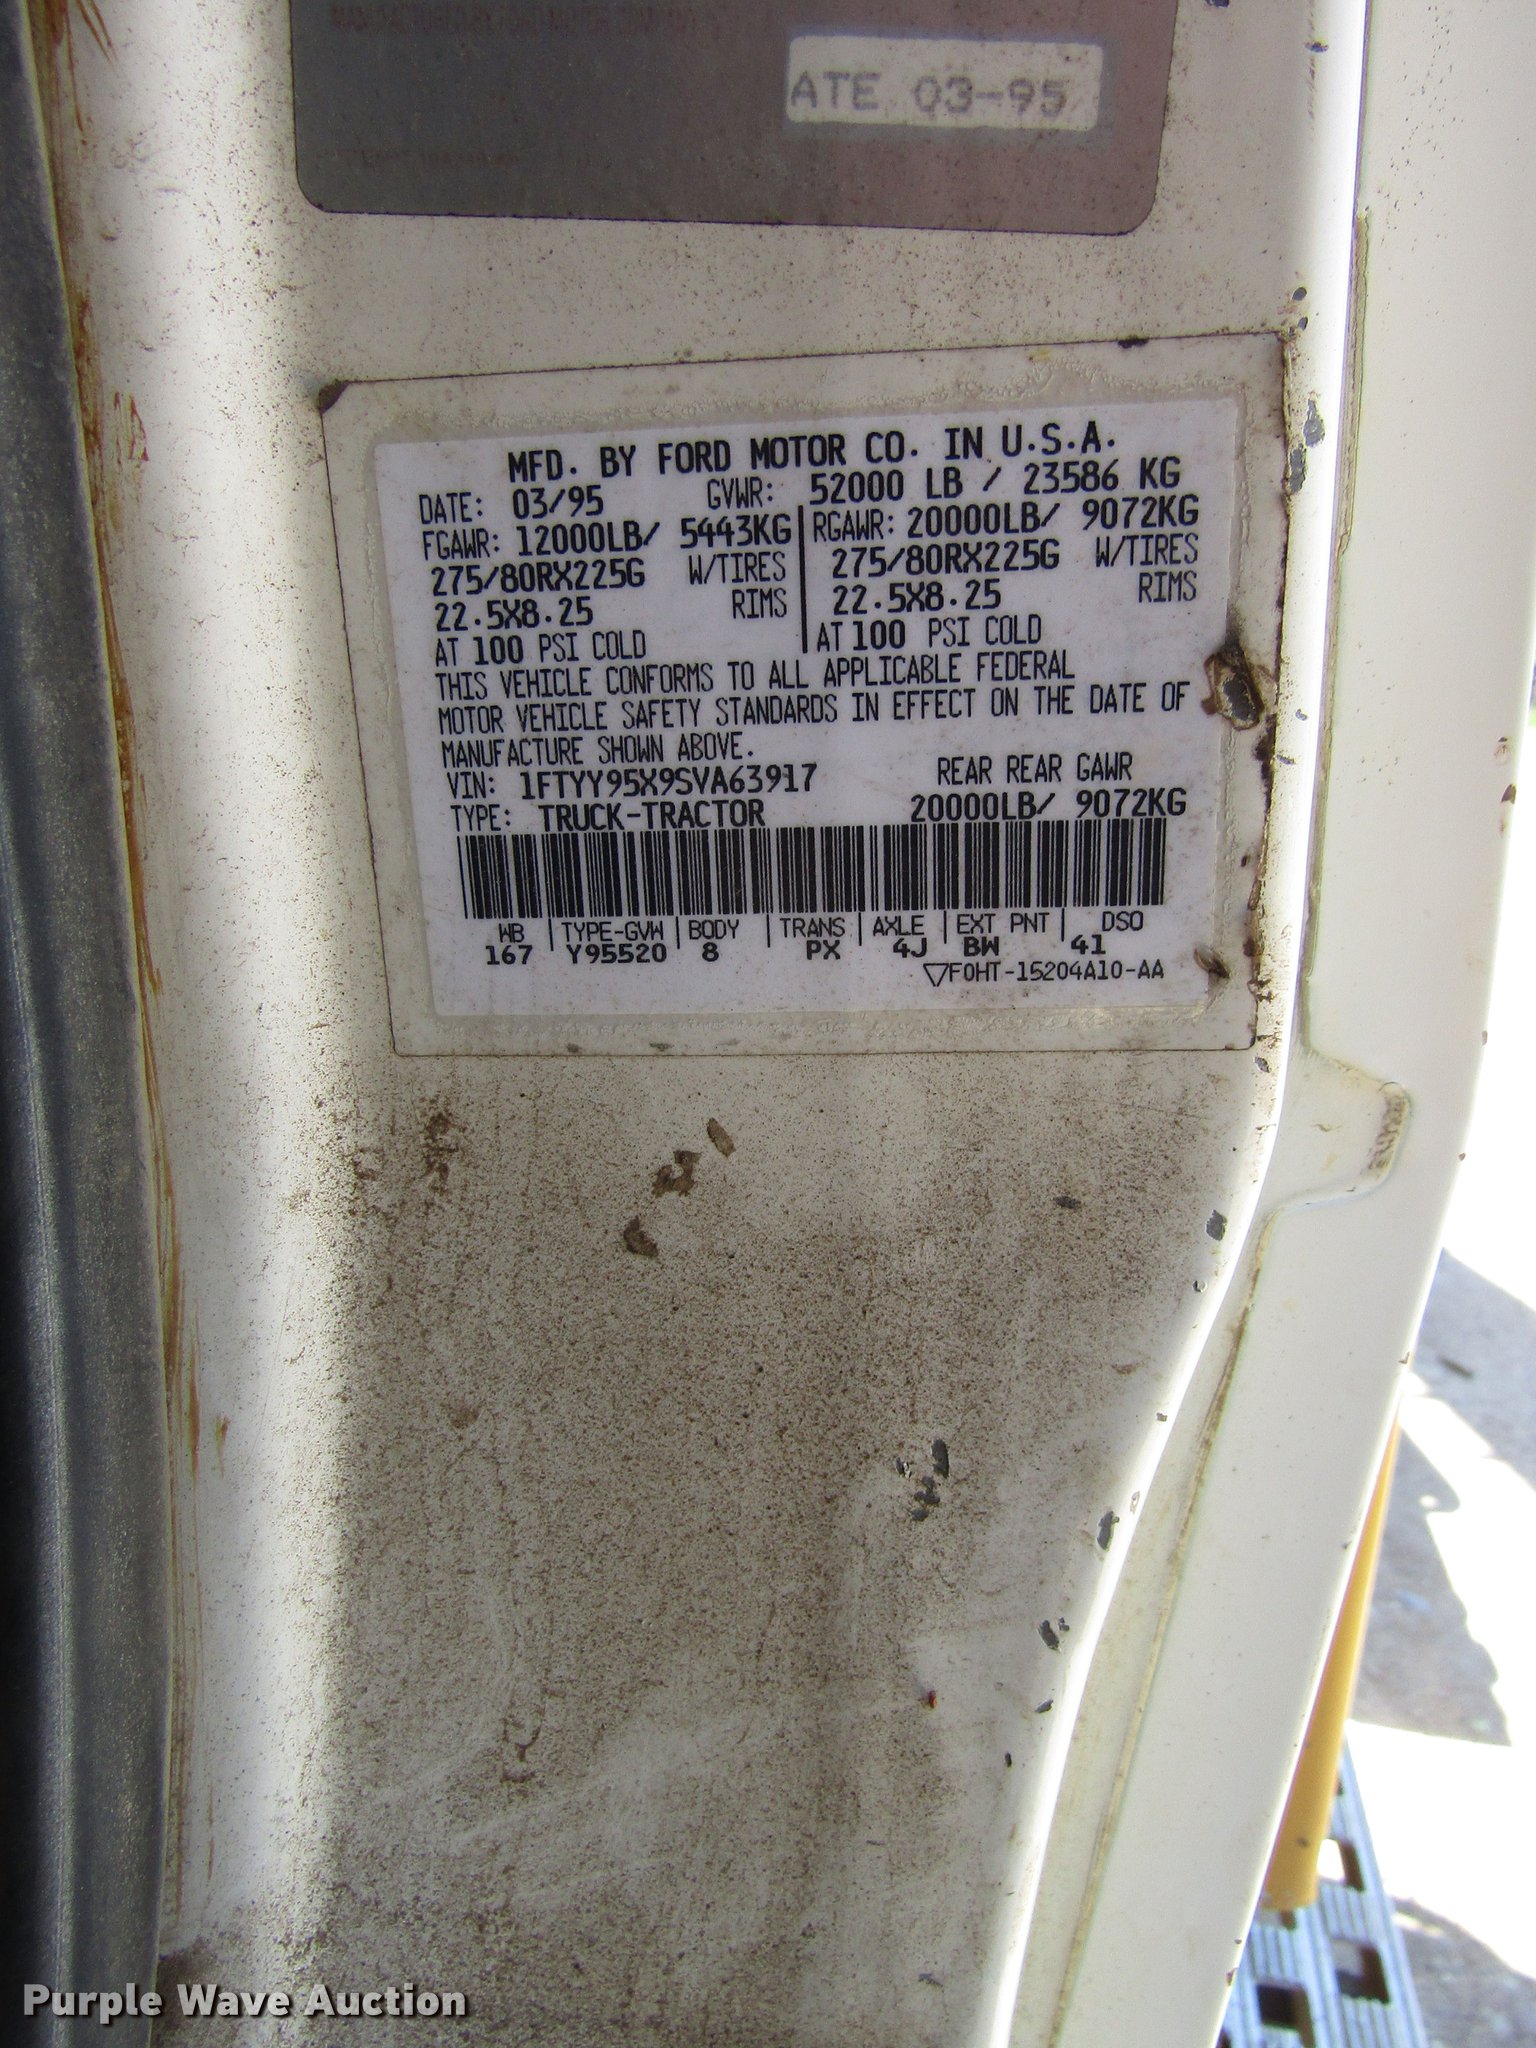 ATE 03-95
MFD. BY FORD MOTOR CO. IN U.S.A.
DATE: 03/95 GVWR: 52000 LB / 23586 KG
FGAWR: 12000LB/ 5443KG RGAWR: 20000LB/ 9072KG
275/80RX225G W/TIRES 275/80RX225G W/TIRES
22.5X8.25 RIMS 22.5X8.25 RIMS
AT 100 PSI COLD AT 100 PSI COLD
THIS VEHICLE CONFORMS TO ALL APPLICABLE FEDERAL
MOTOR VEHICLE SAFETY STANDARDS IN EFFECT ON THE DATE OF
MANUFACTURE SHOWN ABOVE.
VIN: 1FTYY95X9SVA63917 REAR REAR GAWR
TYPE: TRUCK-TRACTOR 20000LB/ 9072KG
WB TYPE-GVW BODY TRANS AXLE EXT PNT DSO
167 Y95520 8 PX 4J BW 41
F0HT-15204A10-AA
Purple Wave Auction